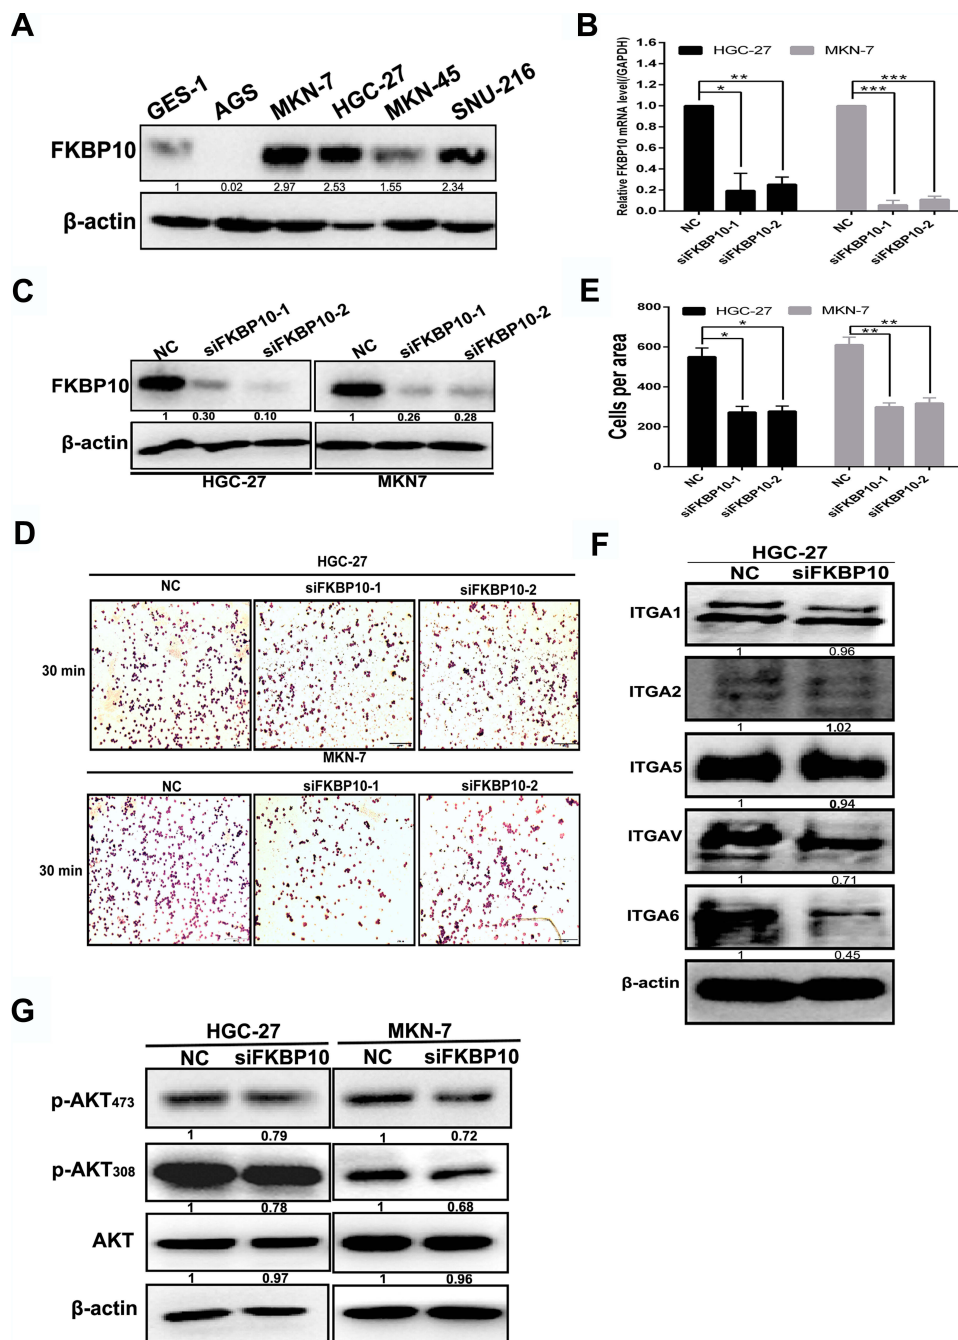 A
GES-1 AGS MKN-7 HGC-27 MKN-45 SNU-216
FKBP10
1 0.02 2.97 2.53 1.55 2.34
β-actin
B
HGC-27 MKN-7
Relative FKBP10 mRNA level(/GAPDH)
1.6
1.4
1.2
1.0
0.8
0.6
0.4
0.2
0.0
** ***
* ***
NC siFKBP10-1 siFKBP10-2 NC siFKBP10-1 siFKBP10-2
C
NC siFKBP10-1 siFKBP10-2 NC siFKBP10-1 siFKBP10-2
FKBP10
1 0.30 0.10 1 0.26 0.28
β-actin
HGC-27 MKN7
E
HGC-27 MKN-7
Cells per area
800
600
400
200
0
* **
* **
NC siFKBP10-1 siFKBP10-2 NC siFKBP10-1 siFKBP10-2
D
HGC-27
NC siFKBP10-1 siFKBP10-2
30 min
MKN-7
NC siFKBP10-1 siFKBP10-2
30 min
F
HGC-27
NC siFKBP10
ITGA1
1 0.96
ITGA2
1 1.02
ITGA5
1 0.94
ITGAV
1 0.71
ITGA6
1 0.45
β-actin
G
HGC-27 MKN-7
NC siFKBP10 NC siFKBP10
p-AKT473
1 0.79 1 0.72
p-AKT308
1 0.78 1 0.68
AKT
1 0.97 1 0.96
β-actin